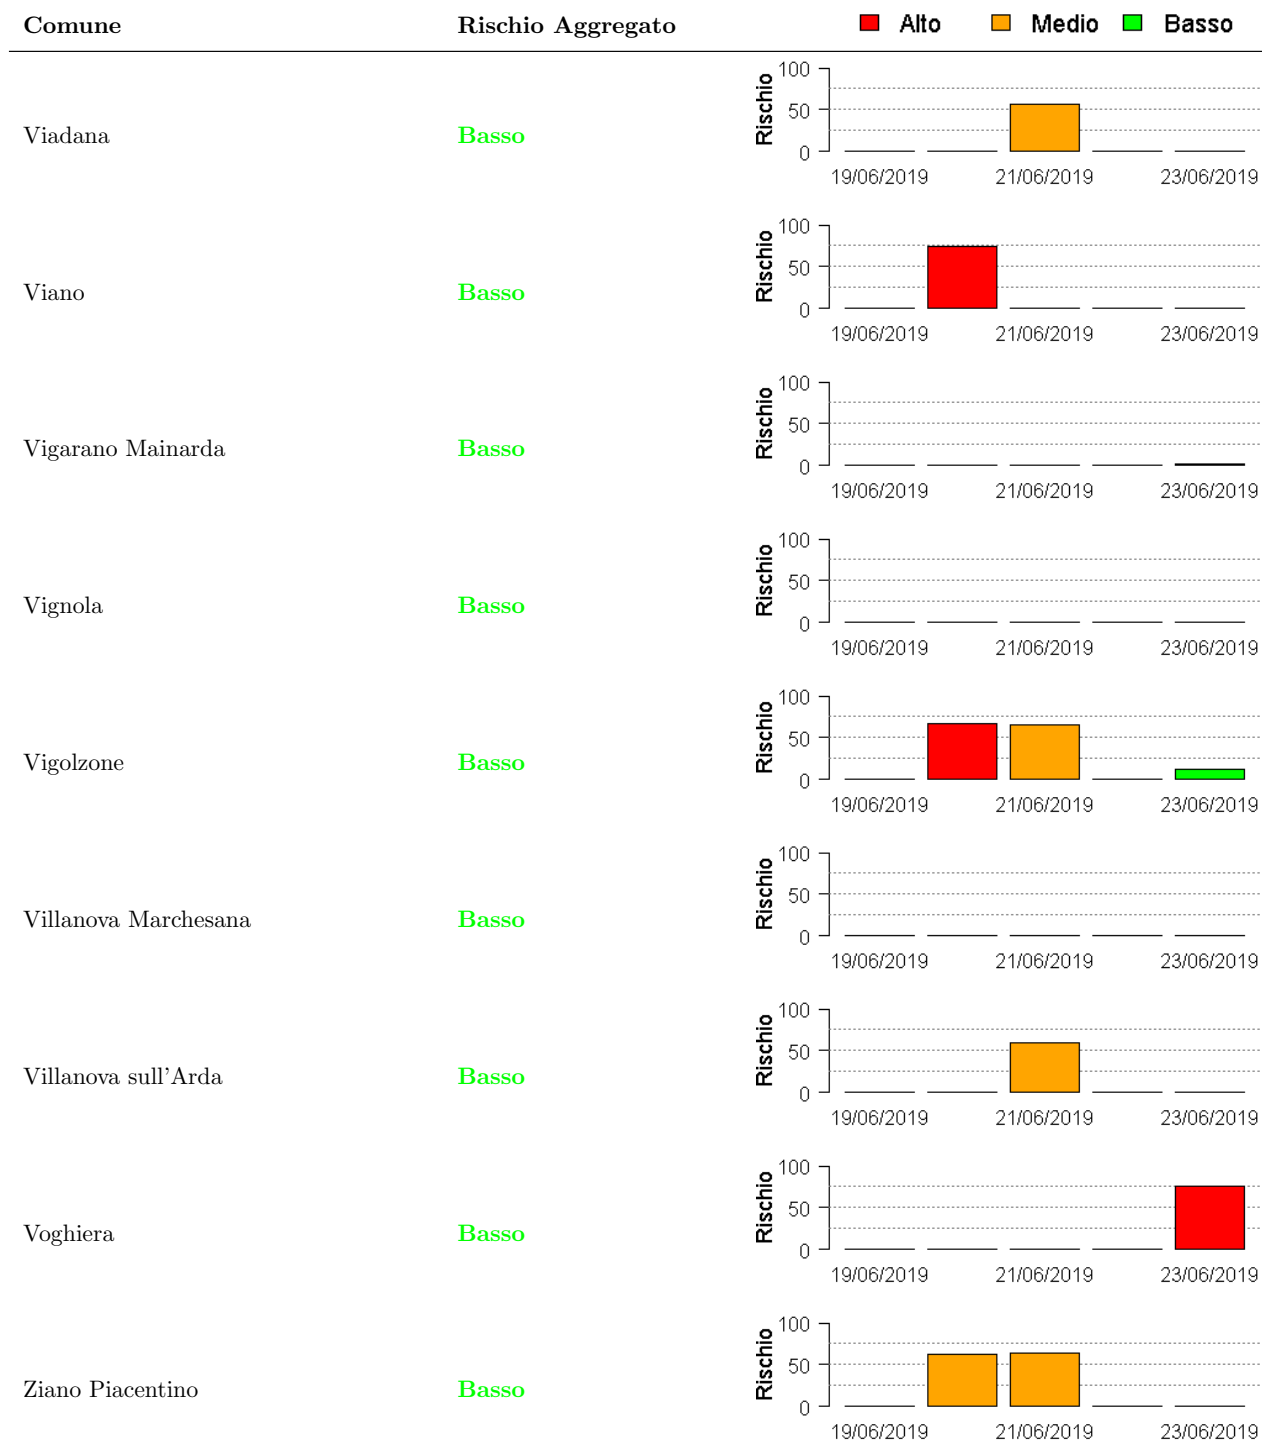 Comune Rischio Aggregato Alto Medio Basso
100
50
0
Rischio
Viadana Basso
19/06/2019 21/06/2019 23/06/2019
100
50
0
Rischio
Viano Basso
19/06/2019 21/06/2019 23/06/2019
100
50
0
Rischio
Vigarano Mainarda Basso
19/06/2019 21/06/2019 23/06/2019
100
50
0
Rischio
Vignola Basso
19/06/2019 21/06/2019 23/06/2019
100
50
0
Rischio
Vigolzone Basso
19/06/2019 21/06/2019 23/06/2019
100
50
0
Rischio
Villanova Marchesana Basso
19/06/2019 21/06/2019 23/06/2019
100
50
0
Rischio
Villanova sull'Arda Basso
19/06/2019 21/06/2019 23/06/2019
100
50
0
Rischio
Voghiera Basso
19/06/2019 21/06/2019 23/06/2019
100
50
0
Rischio
Ziano Piacentino Basso
19/06/2019 21/06/2019 23/06/2019